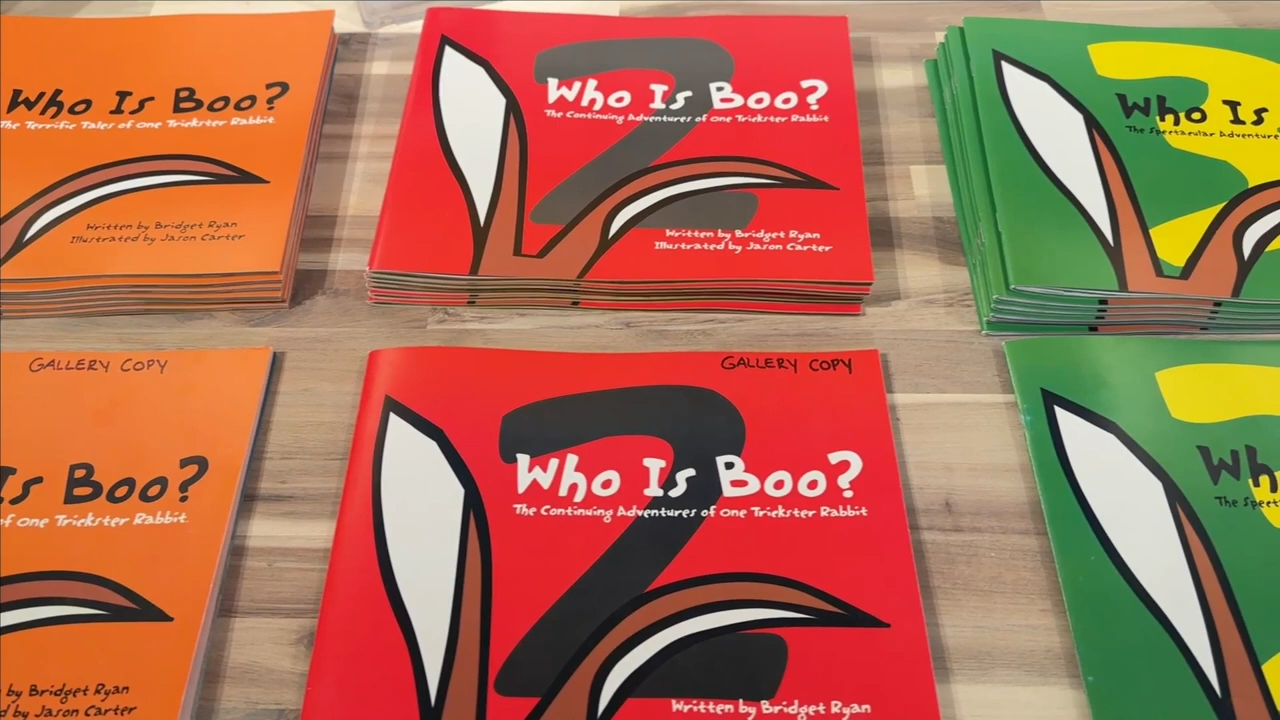 Who Is Boo?
The Terrific Tales of One Trickster Rabbit
Written by Bridget Ryan
Illustrated by Jason Carter
2
Who Is Boo?
The Continuing Adventures of One Trickster Rabbit
Written by Bridget Ryan
Illustrated by Jason Carter
3
Who Is
The Spectacular Adventure
GALLERY COPY
Is Boo?
of One Trickster Rabbit
by Bridget Ryan
by Jason Carter
GALLERY COPY
2
Who Is Boo?
The Continuing Adventures of One Trickster Rabbit
Written by Bridget Ryan
Wh
The